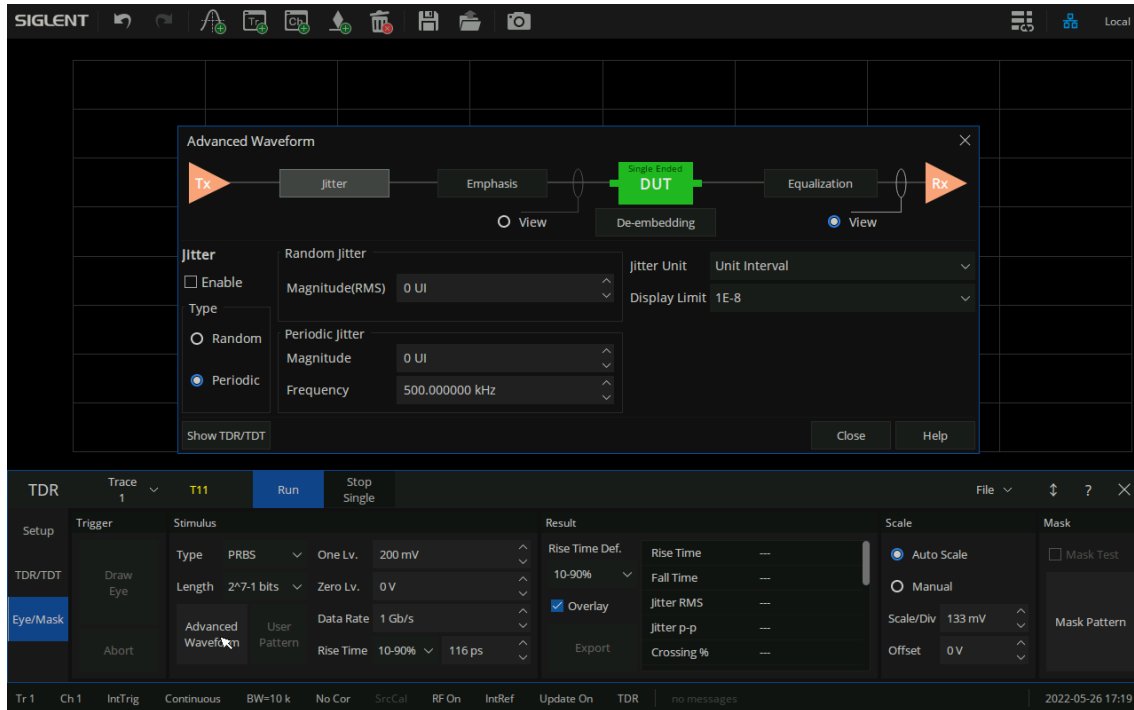 SIGLENT Tr Ch Local
Advanced Waveform
Single Ended
Tx Jitter Emphasis DUT Equalization Rx
View De-embedding View
Jitter Random Jitter
Jitter Unit Unit Interval
Enable Magnitude(RMS) 0 UI
Display Limit 1E-8
Type
Random Periodic Jitter
Magnitude 0 UI
Periodic Frequency 500.000000 kHz
Show TDR/TDT Close Help
TDR Trace 1 T11 Run Stop Single File ?
Setup Trigger Stimulus Result Scale Mask
Type PRBS One Lv. 200 mV Rise Time Def. Rise Time --- Auto Scale Mask Test
TDR/TDT Draw Eye Length 2^7-1 bits Zero Lv. 0 V 10-90% Fall Time --- Manual
Eye/Mask Advanced Waveform User Pattern Data Rate 1 Gb/s Overlay Jitter RMS --- Scale/Div 133 mV Mask Pattern
Jitter p-p ---
Abort Rise Time 10-90% 116 ps Export Crossing % --- Offset 0 V
Tr 1 Ch 1 IntTrig Continuous BW=10 k No Cor SrcCal RF On IntRef Update On TDR no messages 2022-05-26 17:19